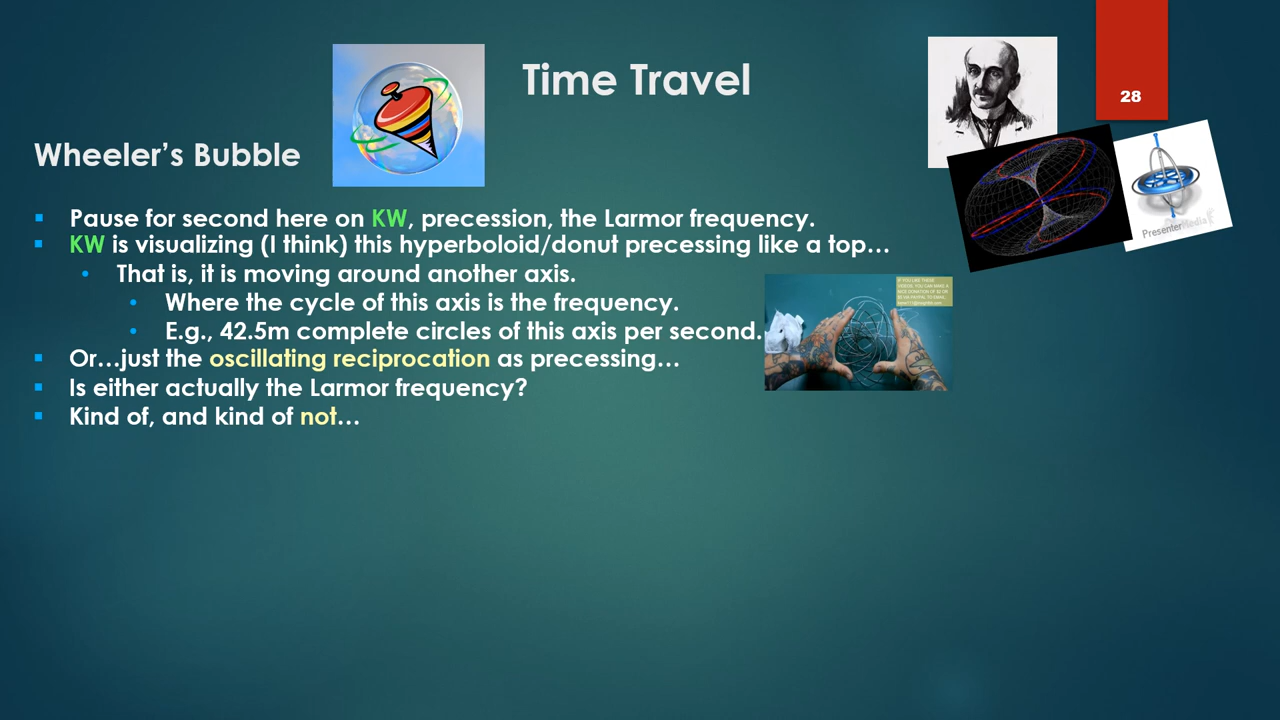 Time Travel
28
Wheeler's Bubble
Pause for second here on KW, precession, the Larmor frequency.
KW is visualizing (I think) this hyperboloid/donut precessing like a top…
That is, it is moving around another axis.
Where the cycle of this axis is the frequency.
E.g., 42.5m complete circles of this axis per second.
Or…just the oscillating reciprocation as precessing…
Is either actually the Larmor frequency?
Kind of, and kind of not…
PresenterMedia